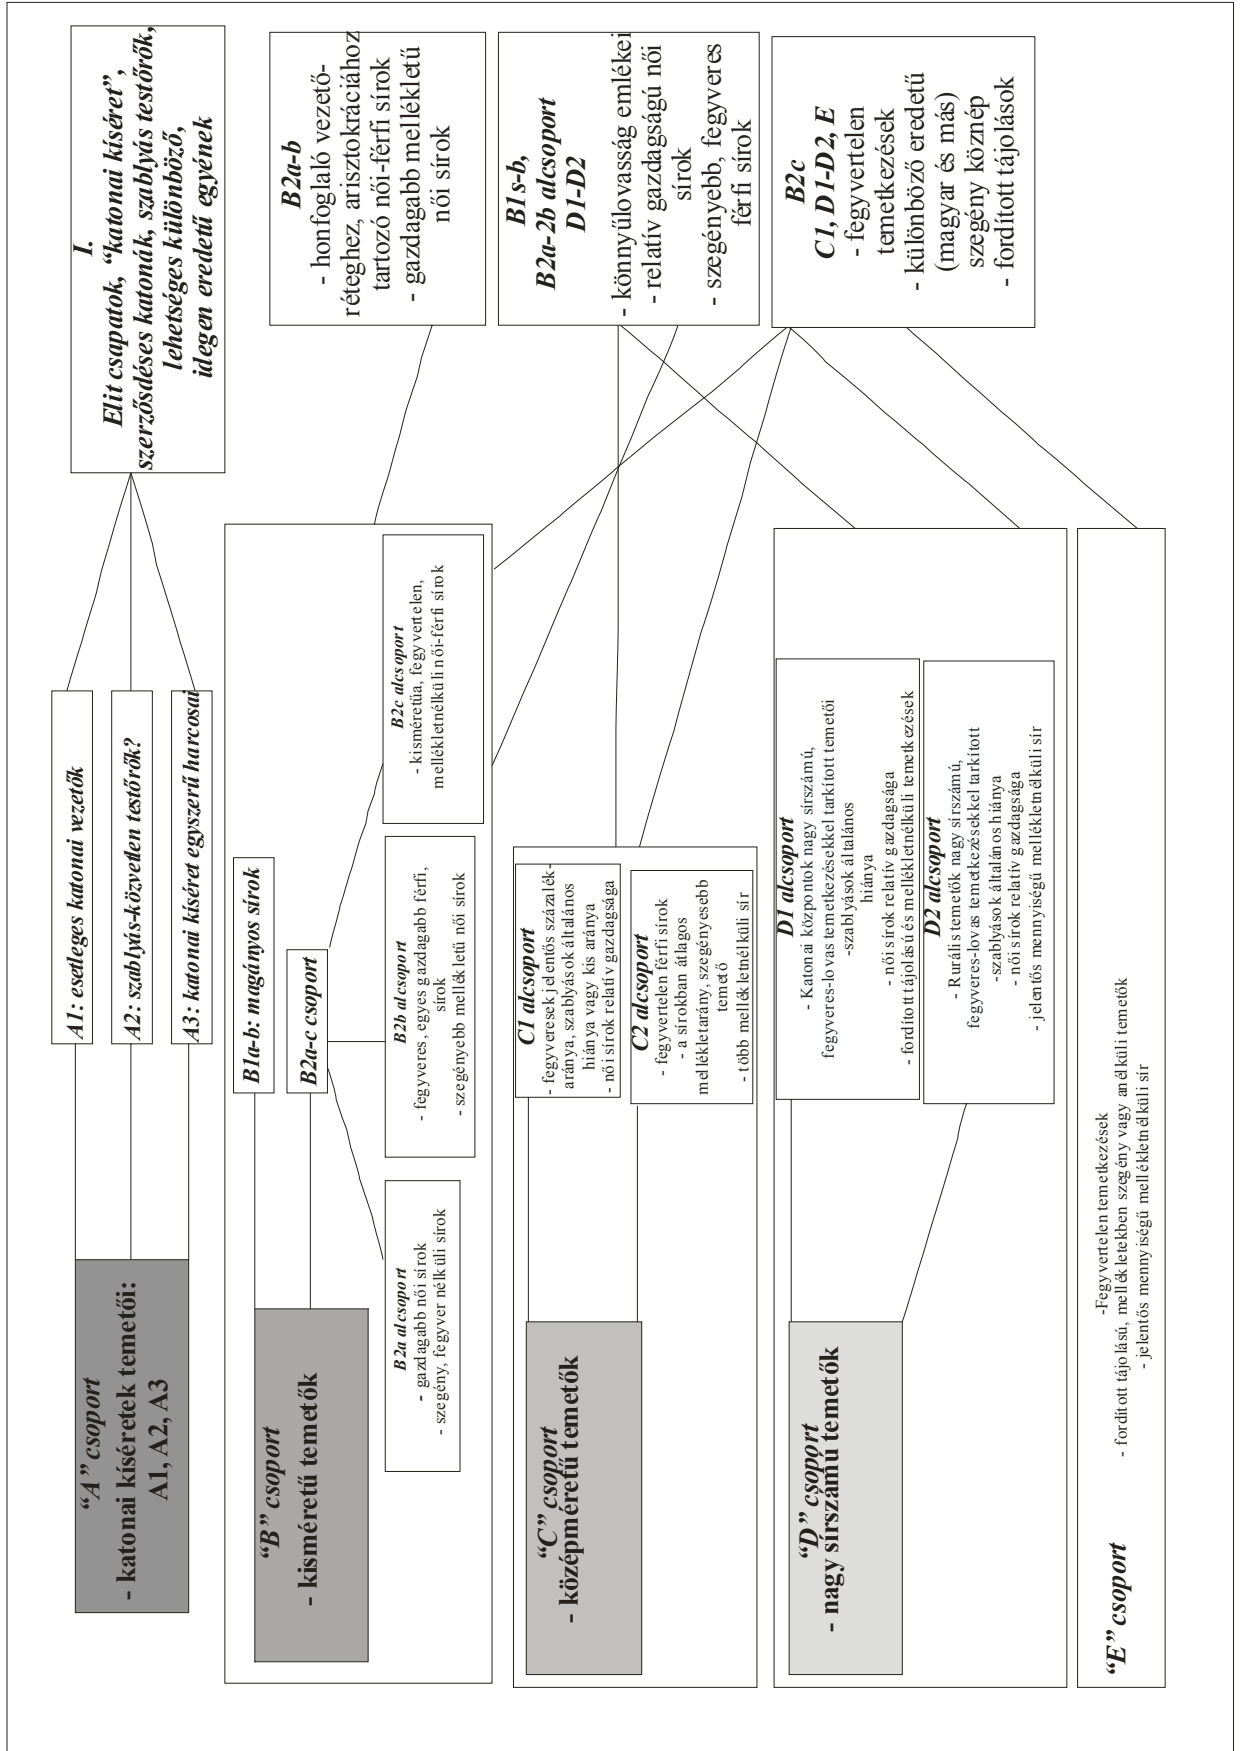 “A” csoport
- katonai kíséretek temetői:
A1, A2, A3
A1: esetleges katonai vezetők
A2: szablyás-közvetlen testőrők?
A3: katonai kíséret egyszerű harcosai
I.
Elit csapatok, “katonai kíséret”,
szerzősdéses katonák, szablyás testőrők,
lehetséges különböző,
idegen eredetű egyének
“B” csoport
- kisméretű temetők
B1a-b: magányos sírok
B2a-c csoport
B2a alcsoport
- gazdagabb női sírok
- szegény, fegyver nélküli sírok
B2b alcsoport
- fegyveres, egyes gazdagabb férfi,
sírok
- szegényebb mellékletű női sírok
B2c alcsoport
- kisméretűa, fegyvertelen,
mellékletnélküli női-férfi sírok
B2a-b
- honfoglaló vezető-
réteghez, arisztokráciához
tartozó női-férfi sírok
- gazdagabb mellékletű
női sírok
“C” csoport
- középméretű temetők
C1 alcsoport
- fegyveresek jelentős százalék-
aránya, szablyások általános
hiánya vagy kis aránya
- női sírok relatív gazdagsága
C2 alcsoport
- fegyvertelen férfi sírok
- a sírokban átlagos
mellékletarány, szegényesebb
temető
- több mellékletnélküli sír
B1s-b,
B2a-2b alcsoport
D1-D2
- könnyűlovasság emlékei
- relatív gazdagságú női
sírok
- szegényebb, fegyveres
férfi sírok
“D” csoport
- nagy sírszámú temetők
D1 alcsoport
- Katonai központok nagy sírszámú,
fegyveres-lovas temetkezésekkel tarkított temetői
-szablyások általános
hiánya
- női sírok relatív gazdagsága
- fordított tájolású és mellékletnélküli temetkezések
D2 alcsoport
- Rurális temetők nagy sírszámú,
fegyveres-lovas temetkezésekkel tarkított
-szablyások általános hiánya
- női sírok relatív gazdagsága
- jelentős mennyiségű mellékletnélküli sír
B2c
C1, D1-D2, E
- fegyvertelen
temetkezések
- különböző eredetű
(magyar és más)
szegény köznép
- fordított tájolások
“E” csoport
-Fegyvertelen temetkezések
- fordított tájolású, mellékletekben szegény vagy anélküli temetők
- jelentős mennyiségű mellékletnélküli sír